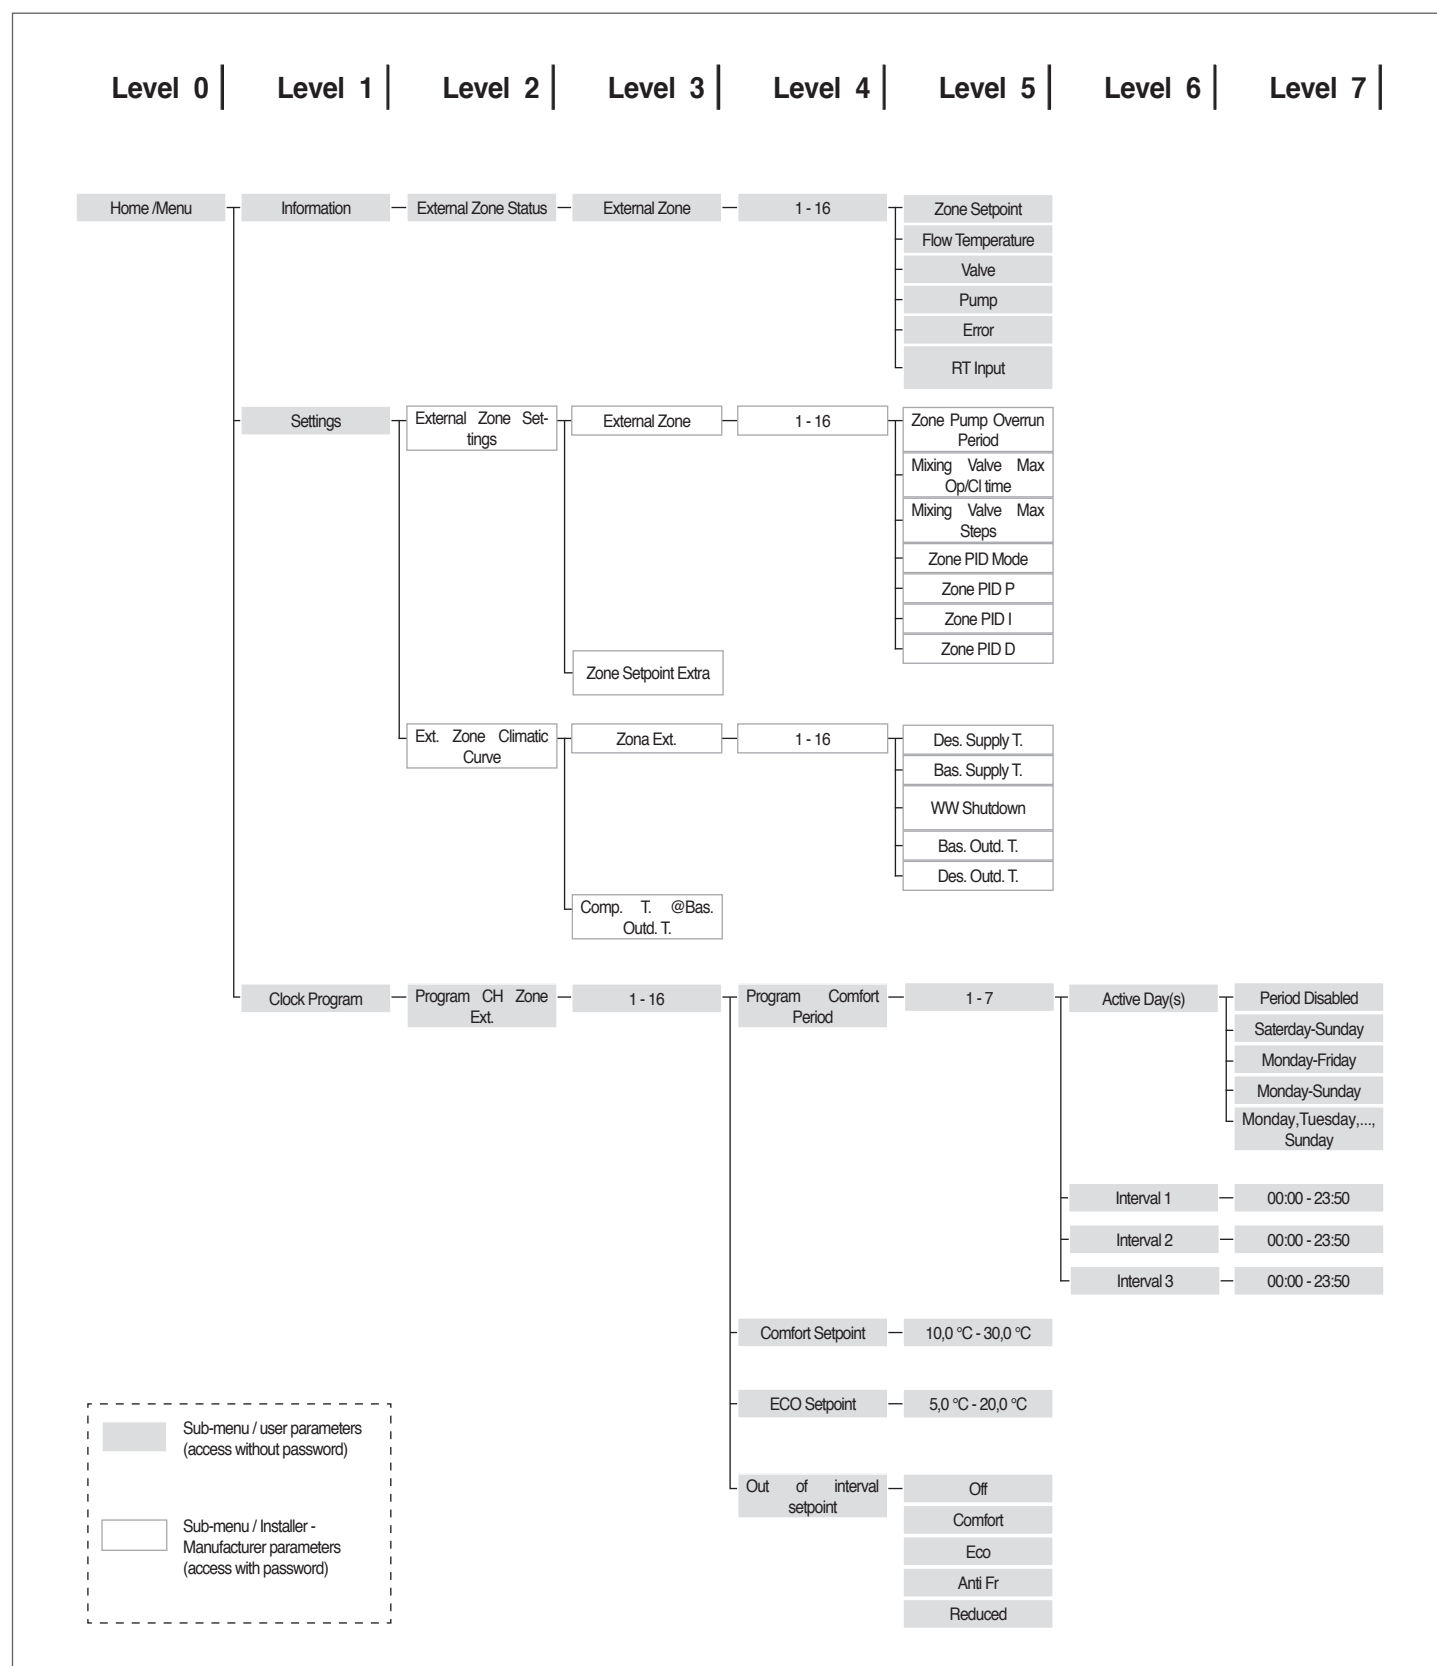 Level 0 Level 1 Level 2 Level 3 Level 4 Level 5 Level 6 Level 7
Home /Menu Information External Zone Status External Zone 1 - 16 Zone Setpoint
Flow Temperature
Valve
Pump
Error
RT Input
Settings External Zone Set-
tings External Zone 1 - 16 Zone Pump Overrun
Period
Mixing Valve Max
Op/Cl time
Mixing Valve Max
Steps
Zone PID Mode
Zone PID P
Zone PID I
Zone PID D
Zone Setpoint Extra
Ext. Zone Climatic
Curve Zona Ext. 1 - 16 Des. Supply T.
Bas. Supply T.
WW Shutdown
Bas. Outd. T.
Des. Outd. T.
Comp. T. @Bas.
Outd. T.
Clock Program Program CH Zone
Ext. 1 - 16 Program Comfort
Period 1 - 7 Active Day(s) Period Disabled
Saterday-Sunday
Monday-Friday
Monday-Sunday
Monday,Tuesday,...,
Sunday
Interval 1 00:00 - 23:50
Interval 2 00:00 - 23:50
Interval 3 00:00 - 23:50
Comfort Setpoint 10,0 °C - 30,0 °C
ECO Setpoint 5,0 °C - 20,0 °C
Out of interval
setpoint Off
Comfort
Eco
Anti Fr
Reduced
Sub-menu / user parameters
(access without password)
Sub-menu / Installer -
Manufacturer parameters
(access with password)